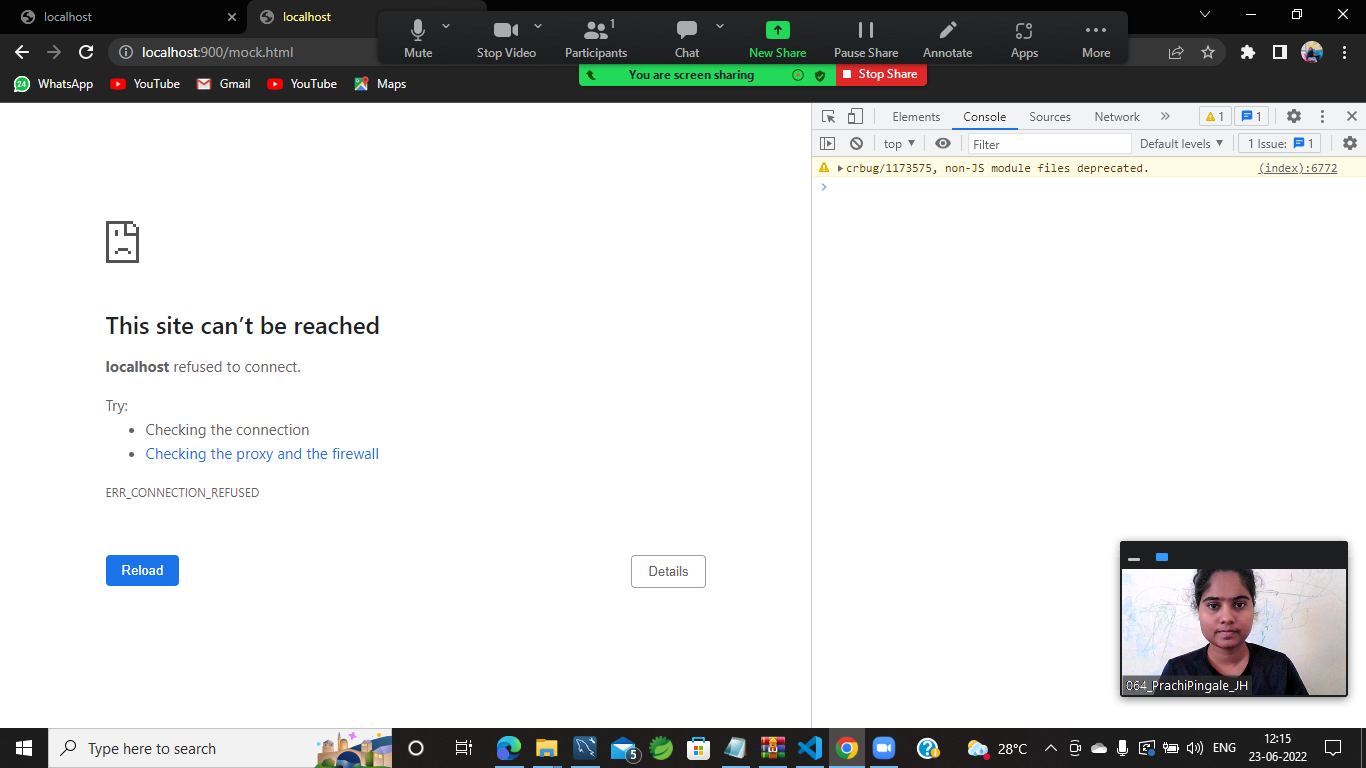 localhost
localhost
localhost:900/mock.html
Mute
Stop Video
Participants
1
Chat
New Share
Pause Share
Annotate
Apps
More
You are screen sharing
Stop Share
24
WhatsApp
YouTube
Gmail
YouTube
Maps
Elements
Console
Sources
Network
1
1
top
Filter
Default levels
1 Issue:
1
crbug/1173575, non-JS module files deprecated.
(index):6772
This site can't be reached
localhost refused to connect.
Try:
• Checking the connection
• Checking the proxy and the firewall
ERR_CONNECTION_REFUSED
Reload
Details
064_PrachiPingale_JH
Type here to search
5
28°C
ENG
12:15
23-06-2022